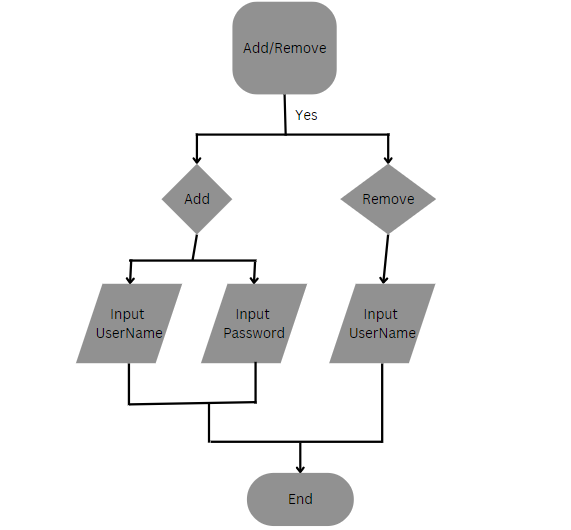 Add/Remove
Yes
Add
Remove
Input
UserName
Input
Password
Input
UserName
End